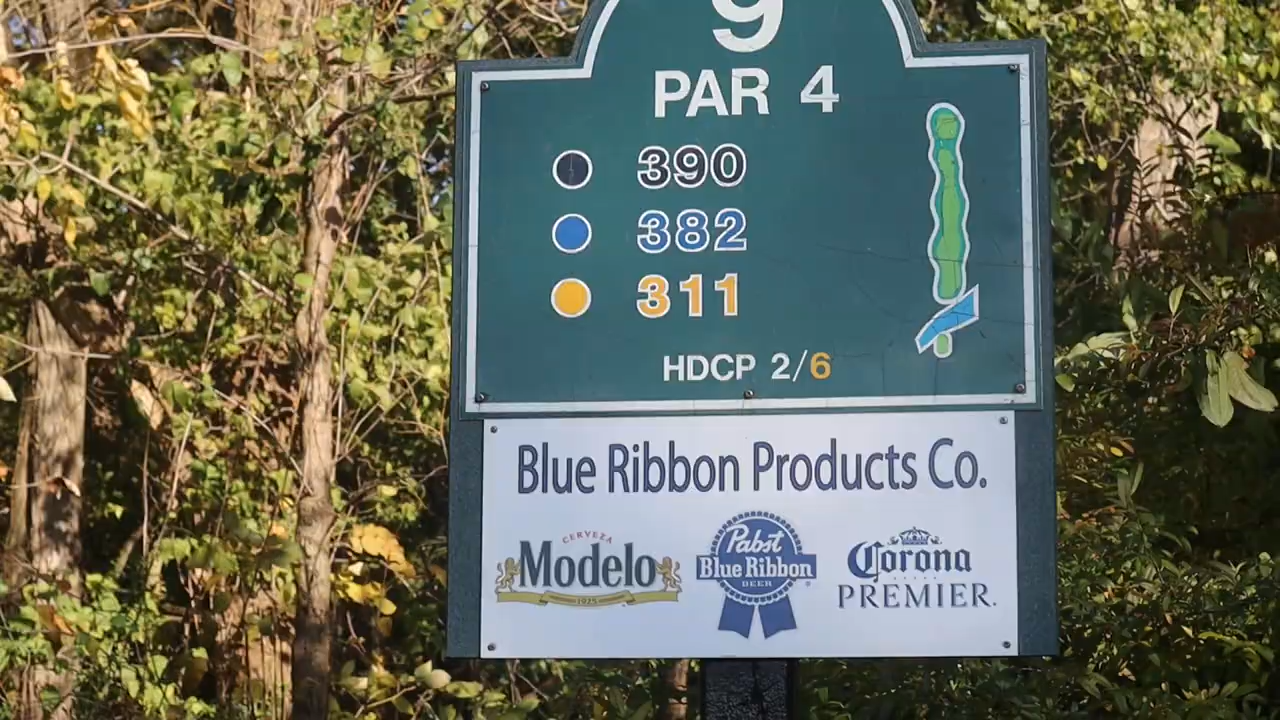 9
PAR 4
390
382
311
HDCP 2/6
Blue Ribbon Products Co.
CERVEZA
Modelo
1925
Pabst
Blue Ribbon
BEER
Corona
PREMIER.